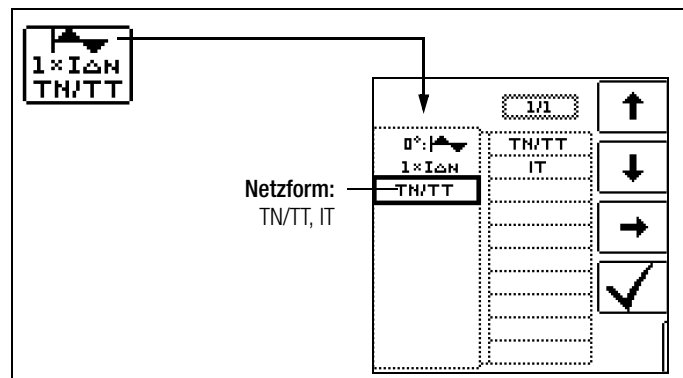 1×IΔN
TN/TT
1/1
0°:
1×IΔN
TN/TT
TN/TT
IT
Netzform:
TN/TT, IT